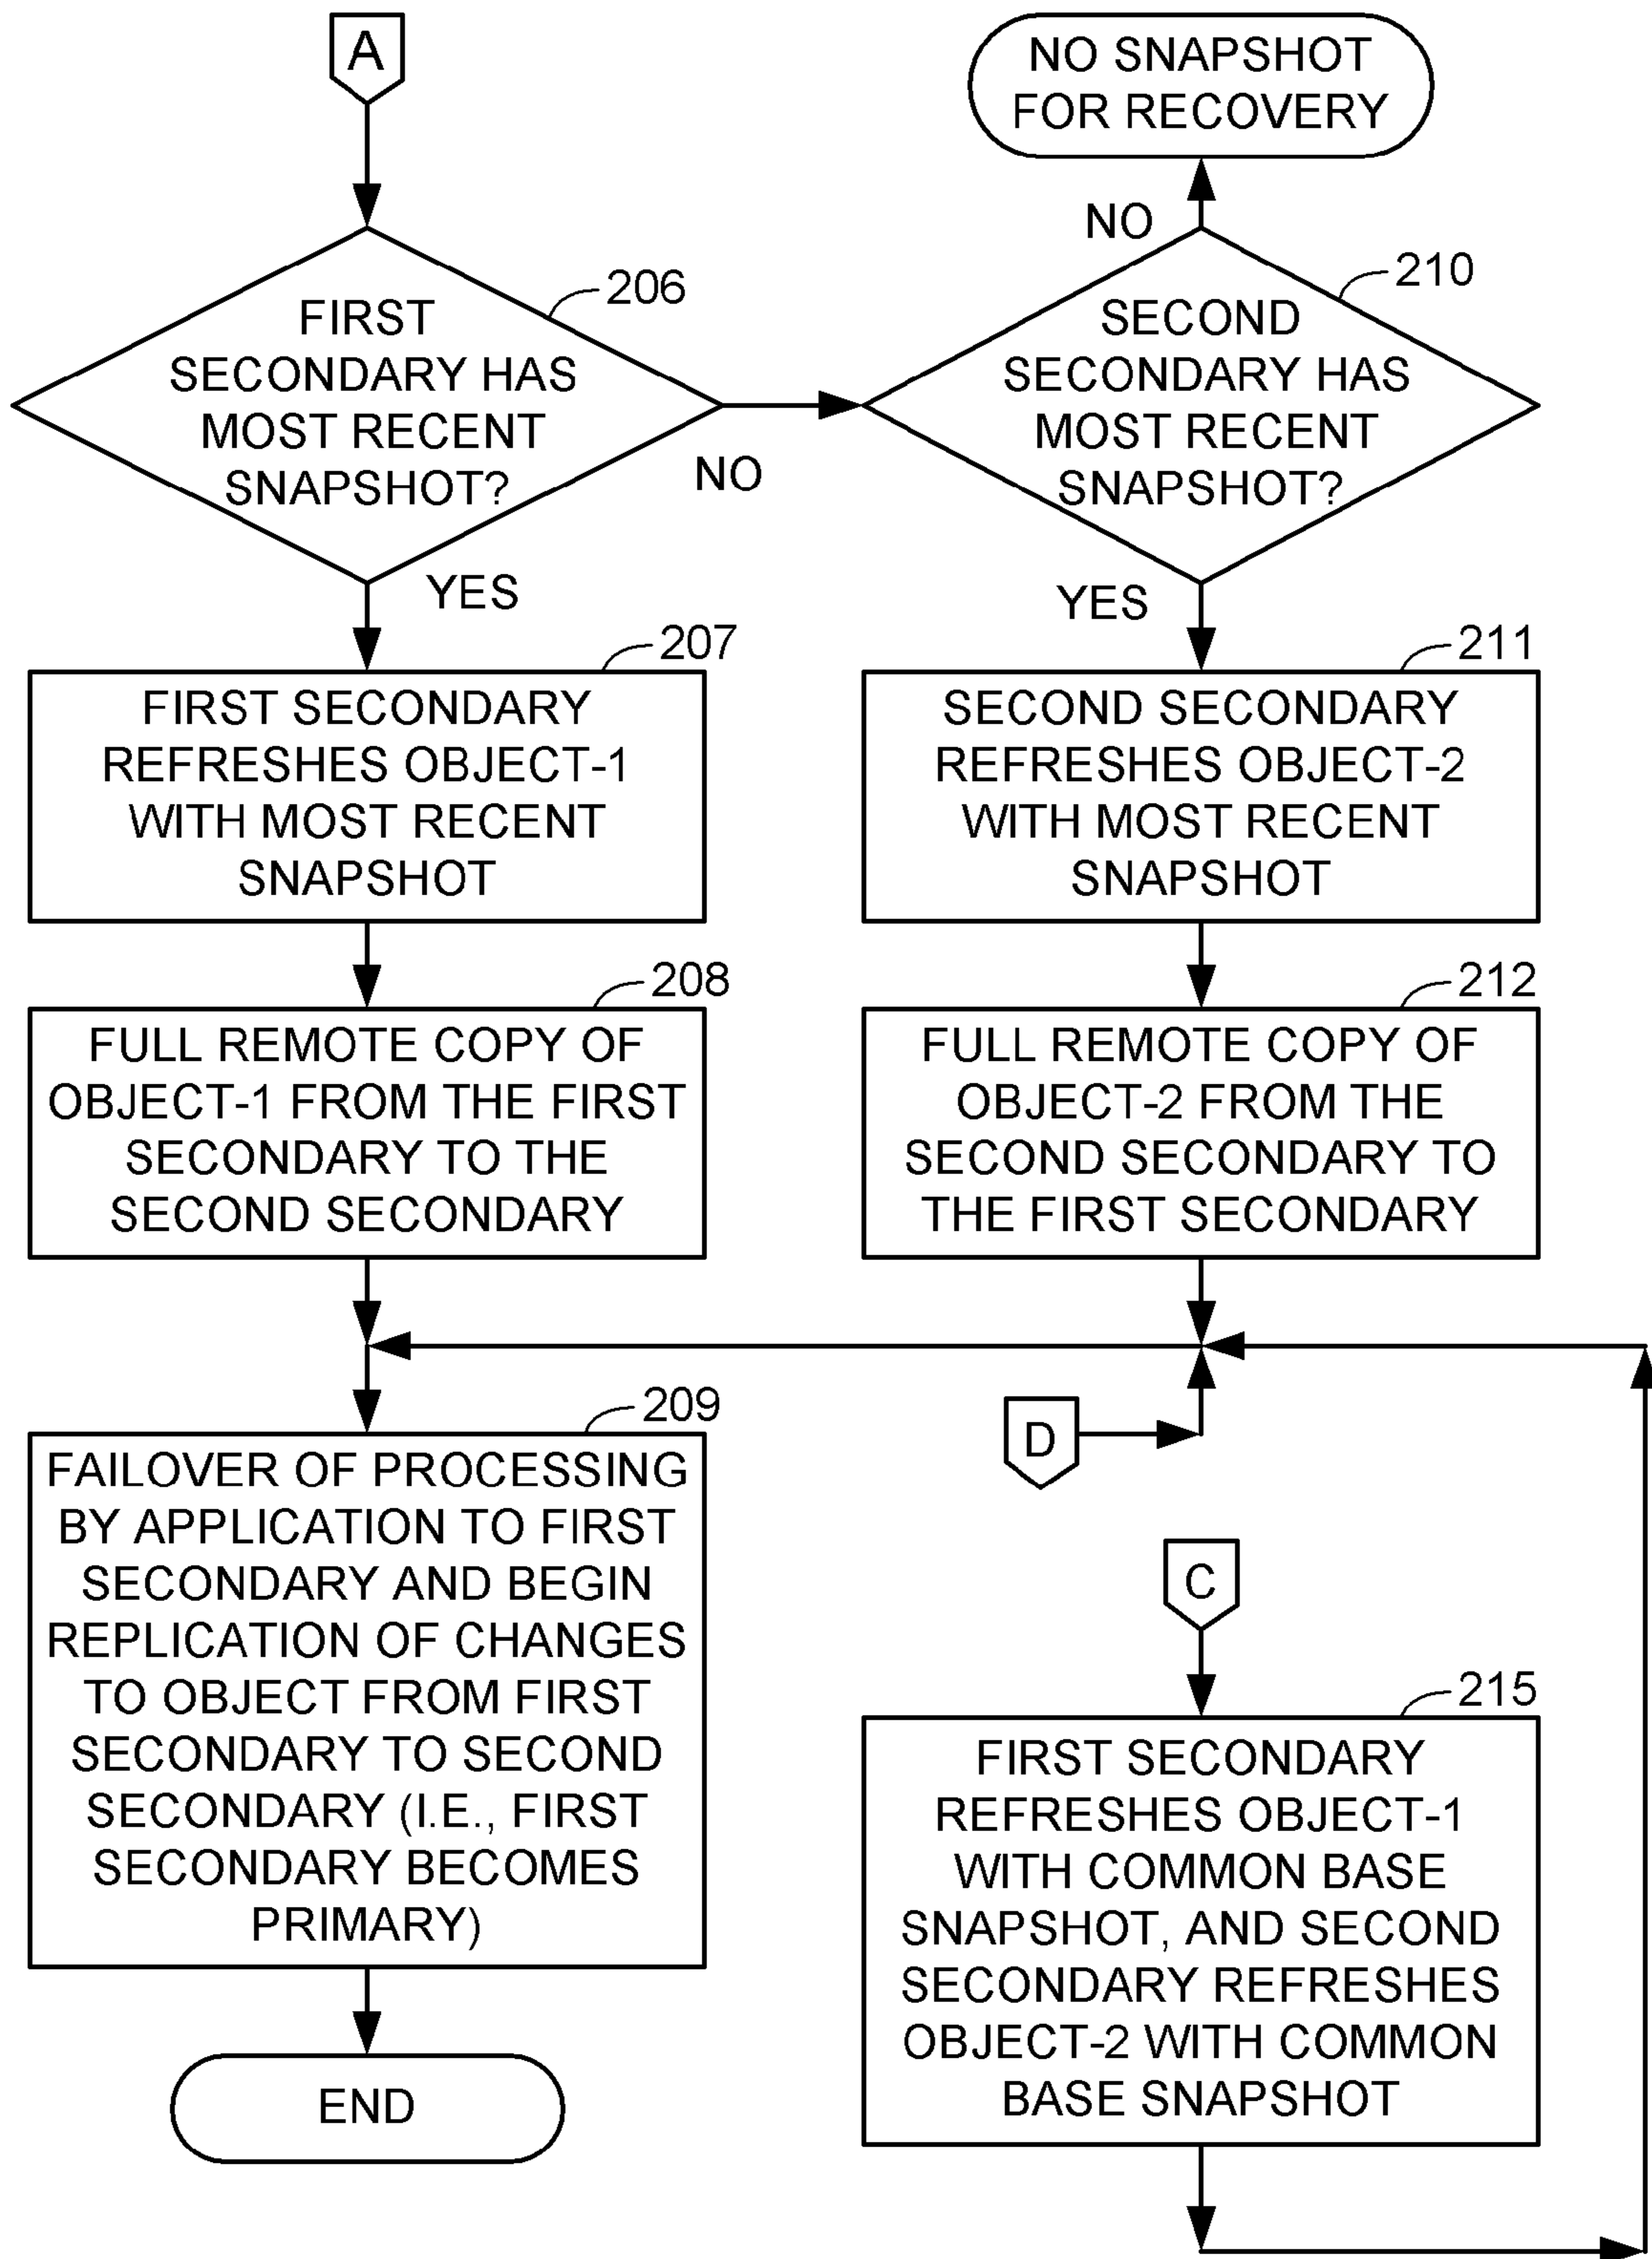 A
NO SNAPSHOT
FOR RECOVERY
NO
206
FIRST
SECONDARY HAS
MOST RECENT
SNAPSHOT?
NO
YES
210
SECOND
SECONDARY HAS
MOST RECENT
SNAPSHOT?
YES
207
FIRST SECONDARY
REFRESHES OBJECT-1
WITH MOST RECENT
SNAPSHOT
211
SECOND SECONDARY
REFRESHES OBJECT-2
WITH MOST RECENT
SNAPSHOT
208
FULL REMOTE COPY OF
OBJECT-1 FROM THE FIRST
SECONDARY TO THE
SECOND SECONDARY
212
FULL REMOTE COPY OF
OBJECT-2 FROM THE
SECOND SECONDARY TO
THE FIRST SECONDARY
209
FAILOVER OF PROCESSING
BY APPLICATION TO FIRST
SECONDARY AND BEGIN
REPLICATION OF CHANGES
TO OBJECT FROM FIRST
SECONDARY TO SECOND
SECONDARY (I.E., FIRST
SECONDARY BECOMES
PRIMARY)
END
D
C
215
FIRST SECONDARY
REFRESHES OBJECT-1
WITH COMMON BASE
SNAPSHOT, AND SECOND
SECONDARY REFRESHES
OBJECT-2 WITH COMMON
BASE SNAPSHOT